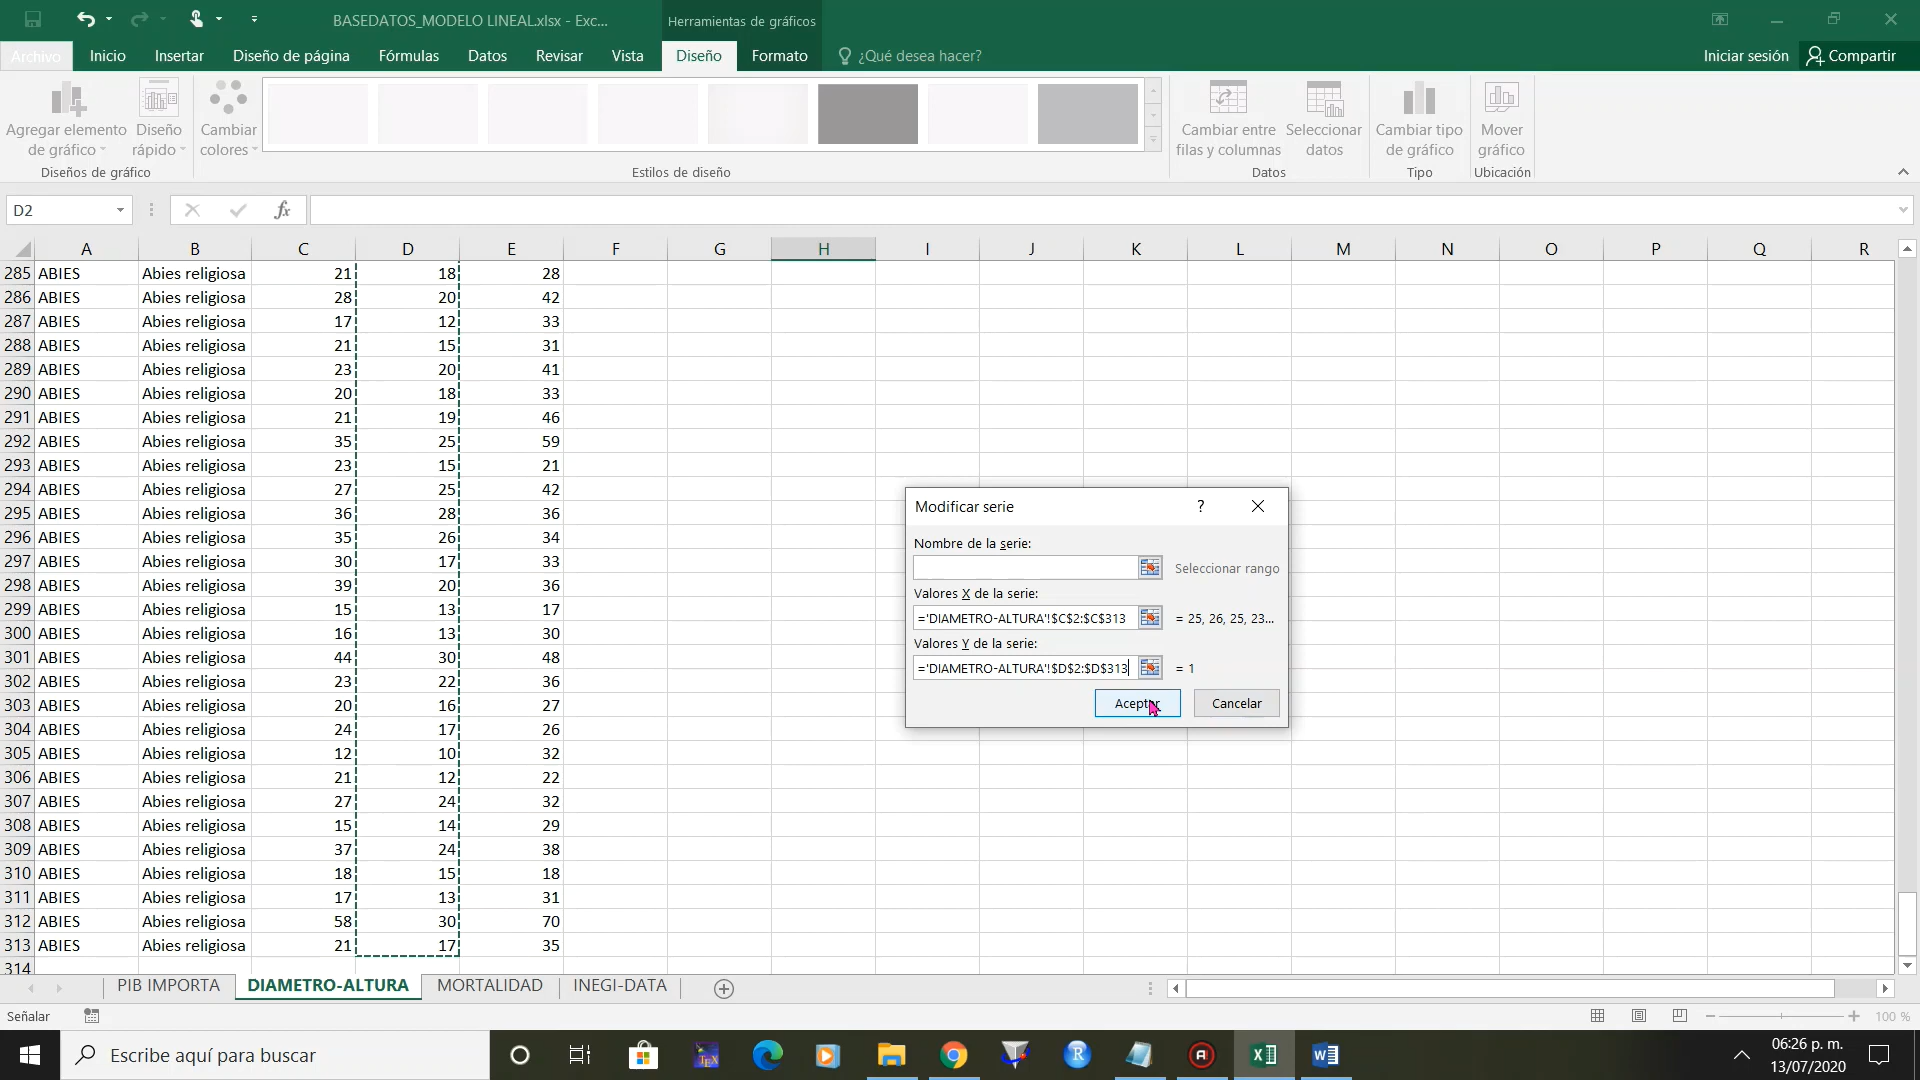 BASEDATOS_MODELO LINEAL.xlsx - Exc...
Herramientas de gráficos
Archivo Inicio Insertar Diseño de página Fórmulas Datos Revisar Vista Diseño Formato ¿Qué desea hacer? Iniciar sesión Compartir
Agregar elemento de gráfico
Diseño rápido
Cambiar colores
Cambiar entre filas y columnas
Seleccionar datos
Cambiar tipo de gráfico
Mover gráfico
Diseños de gráfico Estilos de diseño Datos Tipo Ubicación
D2 fx
A B C D E F G H I J K L M N O P Q R
285 ABIES Abies religiosa 21 18 28
286 ABIES Abies religiosa 28 20 42
287 ABIES Abies religiosa 17 12 33
288 ABIES Abies religiosa 21 15 31
289 ABIES Abies religiosa 23 20 41
290 ABIES Abies religiosa 20 18 33
291 ABIES Abies religiosa 21 19 46
292 ABIES Abies religiosa 35 25 59
293 ABIES Abies religiosa 23 15 21
294 ABIES Abies religiosa 27 25 42
295 ABIES Abies religiosa 36 28 36
296 ABIES Abies religiosa 35 26 34
297 ABIES Abies religiosa 30 17 33
298 ABIES Abies religiosa 39 20 36
299 ABIES Abies religiosa 15 13 17
300 ABIES Abies religiosa 16 13 30
301 ABIES Abies religiosa 44 30 48
302 ABIES Abies religiosa 23 22 36
303 ABIES Abies religiosa 20 16 27
304 ABIES Abies religiosa 24 17 26
305 ABIES Abies religiosa 12 10 32
306 ABIES Abies religiosa 21 12 22
307 ABIES Abies religiosa 27 24 32
308 ABIES Abies religiosa 15 14 29
309 ABIES Abies religiosa 37 24 38
310 ABIES Abies religiosa 18 15 18
311 ABIES Abies religiosa 17 13 31
312 ABIES Abies religiosa 58 30 70
313 ABIES Abies religiosa 21 17 35
314
Modificar serie ?
Nombre de la serie:
Seleccionar rango
Valores X de la serie:
='DIAMETRO-ALTURA'!$C$2:$C$313 = 25, 26, 25, 23...
Valores Y de la serie:
='DIAMETRO-ALTURA'!$D$2:$D$313 = 1
Aceptar Cancelar
PIB IMPORTA DIAMETRO-ALTURA MORTALIDAD INEGI-DATA
Señalar 100 %
Escribe aquí para buscar
06:26 p. m.
13/07/2020